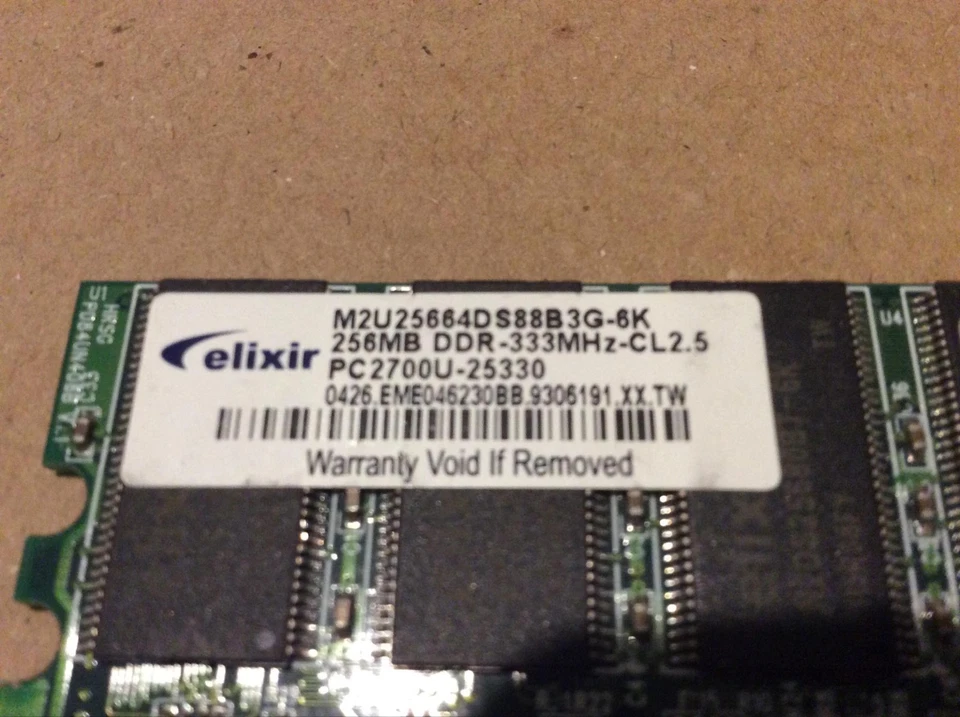 elixir
M2U25664DS88B3G-6K
256MB DDR-333MHz-CL2.5
PC2700U-25330
0426.EME046230BB.9306191.XX.TW
Warranty Void If Removed
U4